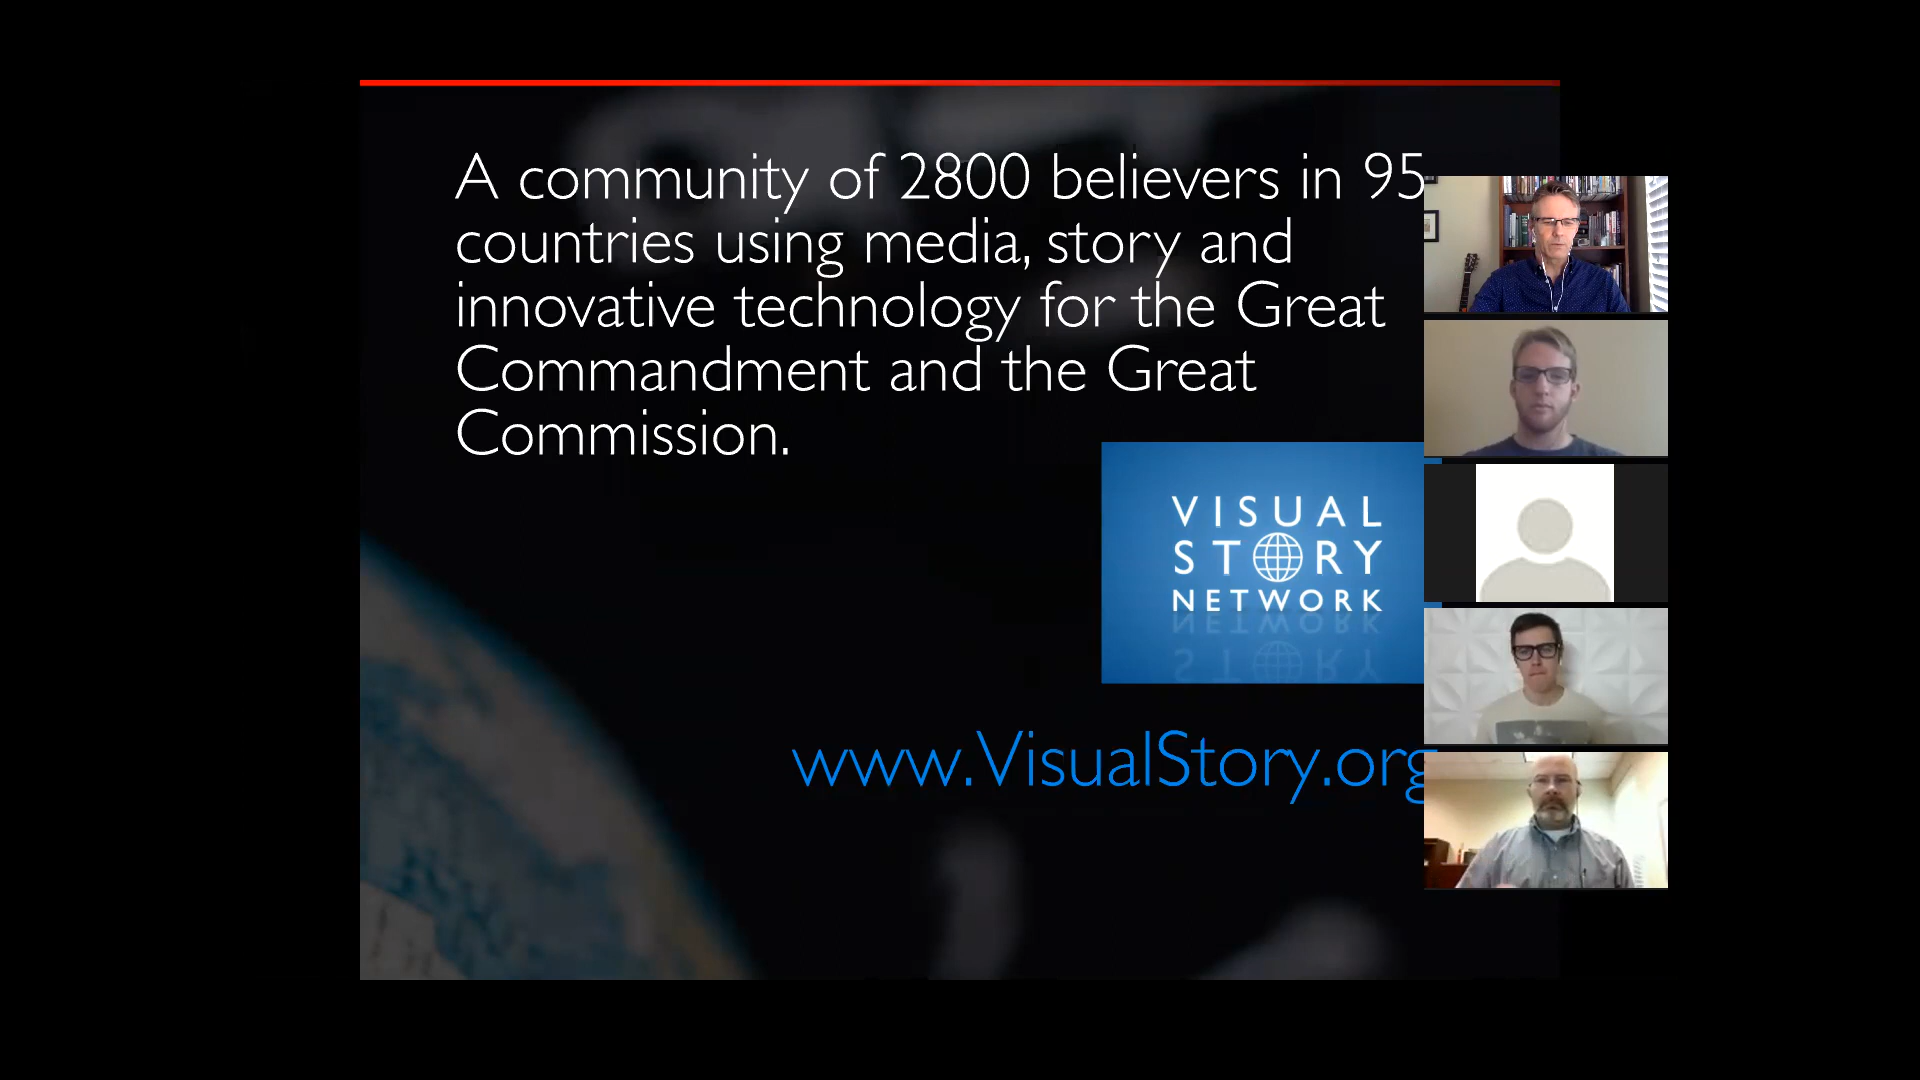 A community of 2800 believers in 95
countries using media, story and
innovative technology for the Great
Commandment and the Great
Commission.
VISUAL
STORY
NETWORK
www.VisualStory.org